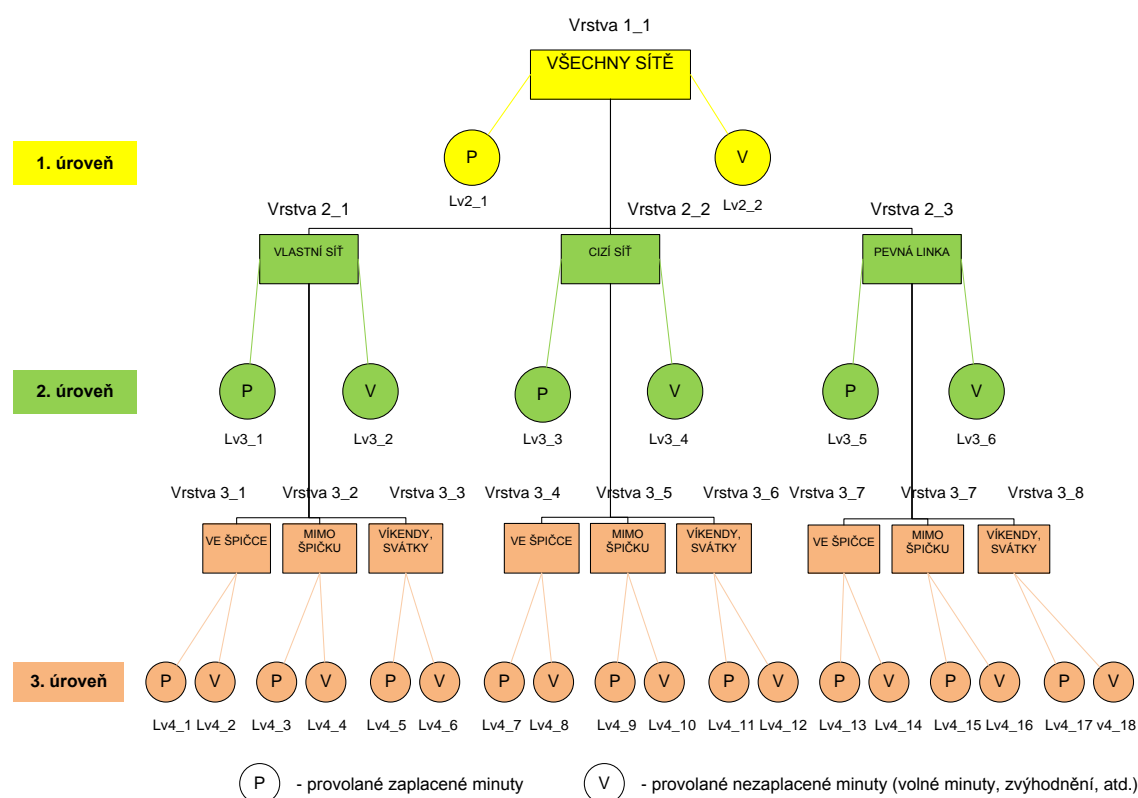 Vrstva 1_1
VŠECHNY SÍTĚ
1. úroveň
P
V
Lv2_1
Lv2_2
Vrstva 2_1
Vrstva 2_2
Vrstva 2_3
VLASTNÍ SÍŤ
CIZÍ SÍŤ
PEVNÁ LINKA
2. úroveň
P
V
P
V
P
V
Lv3_1
Lv3_2
Lv3_3
Lv3_4
Lv3_5
Lv3_6
Vrstva 3_1
Vrstva 3_2
Vrstva 3_3
Vrstva 3_4
Vrstva 3_5
Vrstva 3_6
Vrstva 3_7
Vrstva 3_7
Vrstva 3_8
VE ŠPIČCE
MIMO
ŠPIČKU
VÍKENDY,
SVÁTKY
VE ŠPIČCE
MIMO
ŠPIČKU
VÍKENDY,
SVÁTKY
VE ŠPIČCE
MIMO
ŠPIČKU
VÍKENDY,
SVÁTKY
3. úroveň
P
V
P
V
P
V
P
V
P
V
P
V
P
V
P
V
P
V
Lv4_1
Lv4_2
Lv4_3
Lv4_4
Lv4_5
Lv4_6
Lv4_7
Lv4_8
Lv4_9
Lv4_10
Lv4_11
Lv4_12
Lv4_13
Lv4_14
Lv4_15
Lv4_16
Lv4_17
v4_18
P - provolané zaplacené minuty
V - provolané nezaplacené minuty (volné minuty, zvýhodnění, atd.)